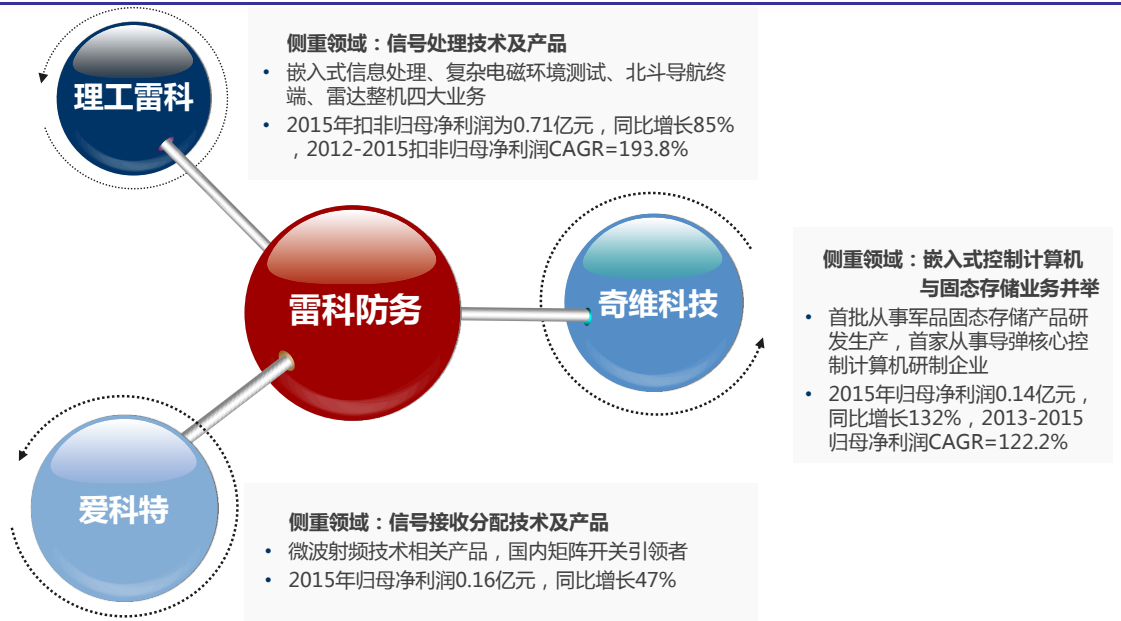 理工雷科
侧重领域：信号处理技术及产品
• 嵌入式信息处理、复杂电磁环境测试、北斗导航终
端、雷达整机四大业务
• 2015年扣非归母净利润为0.71亿元，同比增长85%
，2012-2015扣非归母净利润CAGR=193.8%
雷科防务
奇维科技
侧重领域：嵌入式控制计算机
与固态存储业务并举
• 首批从事军品固态存储产品研
发生产，首家从事导弹核心控
制计算机研制企业
• 2015年归母净利润0.14亿元，
同比增长132%，2013-2015
归母净利润CAGR=122.2%
爱科特
侧重领域：信号接收分配技术及产品
• 微波射频技术相关产品，国内矩阵开关引领者
• 2015年归母净利润0.16亿元，同比增长47%